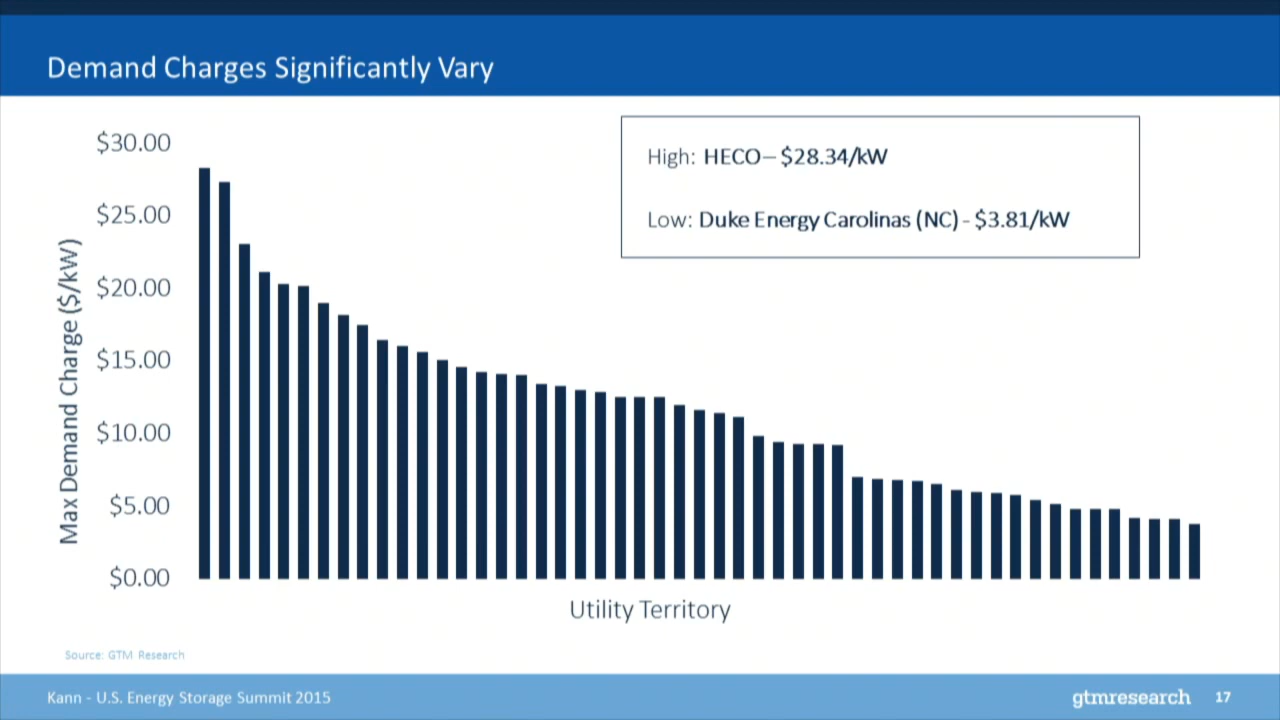 Demand Charges Significantly Vary
$30.00
$25.00
$20.00
$15.00
$10.00
$5.00
$0.00
Max Demand Charge ($/kW)
High: HECO– $28.34/kW
Low: Duke Energy Carolinas (NC) - $3.81/kW
Utility Territory
Source: GTM Research
Kann - U.S. Energy Storage Summit 2015
gtmresearch 17